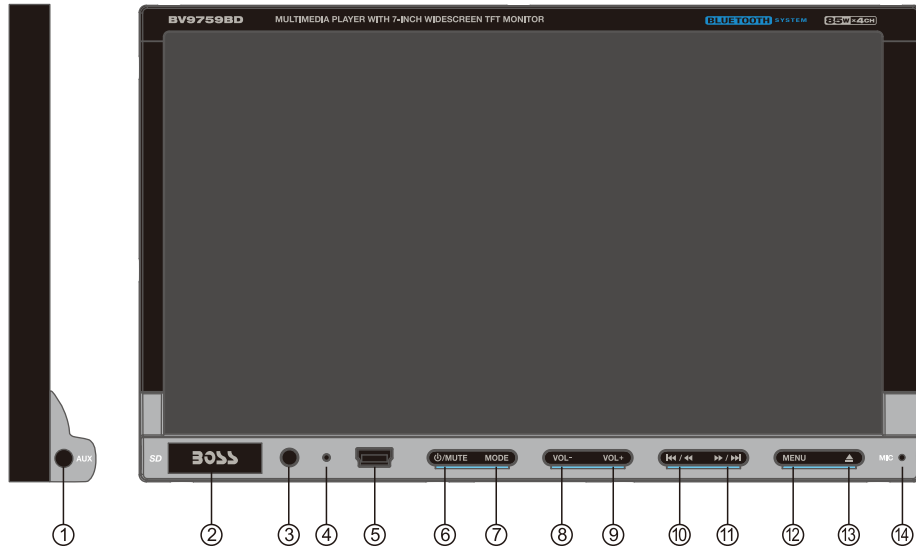 BV9759BD MULTIMEDIA PLAYER WITH 7-INCH WIDESCREEN TFT MONITOR BLUETOOTH SYSTEM 85W×4CH
AUX SD BOSS ⏻/MUTE MODE VOL- VOL+ ⏮/⏪ ⏩/⏭ MENU ⏏ MIC
① ② ③ ④ ⑤ ⑥ ⑦ ⑧ ⑨ ⑩ ⑪ ⑫ ⑬ ⑭